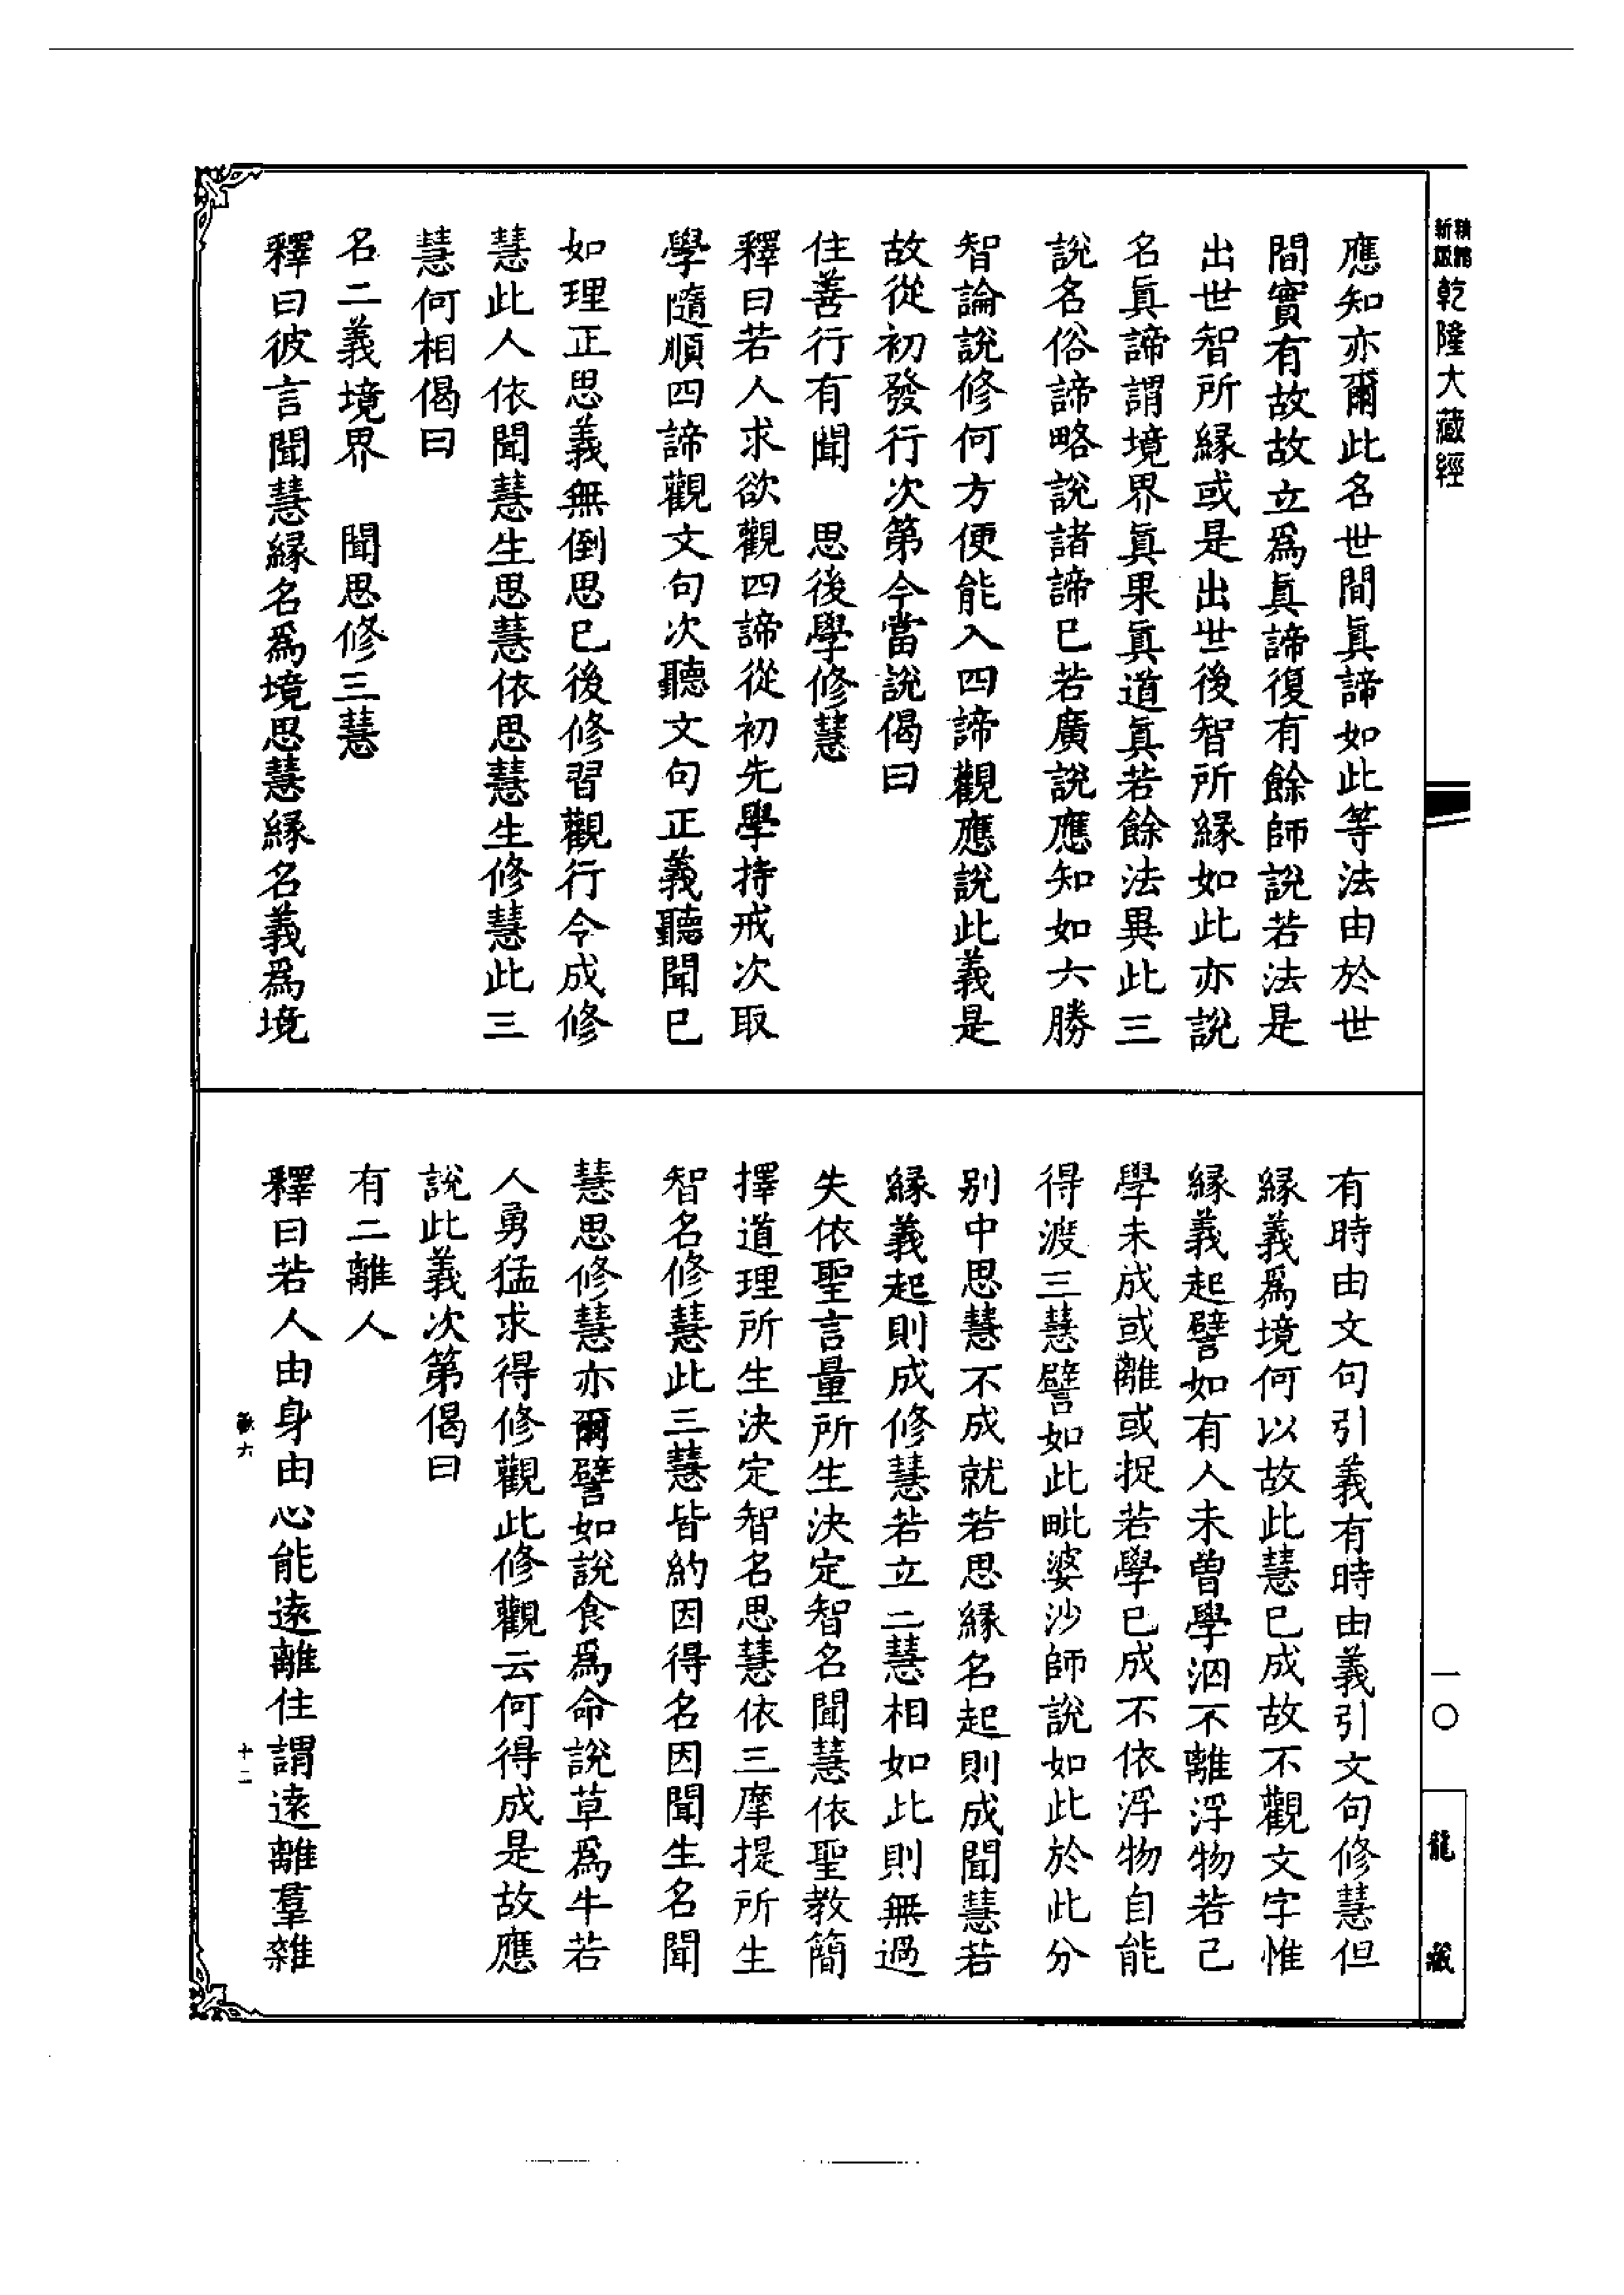 新版
精縮
乾隆大藏經
應知亦爾此名世間眞諦如此等法由於世
間實有故故立爲眞諦復有餘師說若法是
出世智所緣或是出世後智所緣如此亦說
名眞諦謂境界眞果眞道眞若餘法異此三
說名俗諦略說諸諦已若廣說應知如六勝
智論說修何方便能入四諦觀應說此義是
故從初發行次第今當說偈曰
住善行有聞　思後學修慧
釋曰若人求欲觀四諦從初先學持戒次取
學隨順四諦觀文句次聽文句正義聽聞已
如理正思義無倒思已後修習觀行令成修
慧此人依聞慧生思慧依思慧生修慧此三
慧何相偈曰
名二義境界　聞思修三慧
釋曰彼言聞慧緣名爲境思慧緣名義爲境
有時由文句引義有時由義引文句修慧但
緣義爲境何以故此慧已成故不觀文字惟
緣義起譬如有人未曾學泅不離浮物若已
學未成或離或捉若學已成不依浮物自能
得渡三慧譬如此毗婆沙師說如此於此分
別中思慧不成就若思緣名起則成聞慧若
緣義起則成修慧若立二慧相如此則無過
失依聖言量所生決定智名聞慧依聖教簡
擇道理所生決定智名思慧依三摩提所生
智名修慧此三慧皆約因得名因聞生名聞
慧思修慧亦爾譬如說食爲命說草爲牛若
人勇猛求得修觀此修觀云何得成是故應
說此義次第偈曰
有二離人
釋曰若人由身由心能遠離住謂遠離羣雜
六
十二
一〇
龍藏